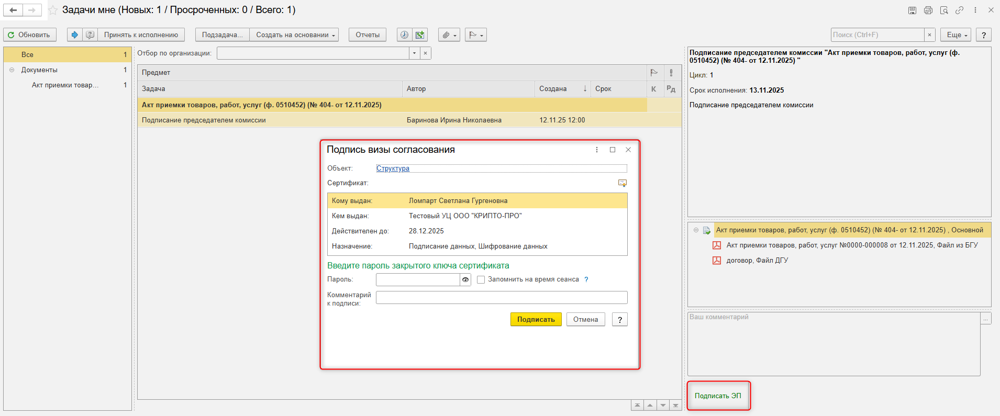 Задачи мне (Новых: 1 / Просроченных: 0 / Всего: 1)
Обновить
Принять к исполнению
Подзадача...
Создать на основании
Отчеты
Поиск (Ctrl+F)
×
Еще
?
Все 1
Документы 1
Акт приемки товар... 1
Отбор по организации:
×
Предмет
Задача Автор Создана ↓ Срок К Рд
Акт приемки товаров, работ, услуг (ф. 0510452) (№ 404- от 12.11.2025)
Подписание председателем комиссии Баринова Ирина Николаевна 12.11.25 12:00
Подпись визы согласования
Объект: Структура
Сертификат:
Кому выдан: Ломпарт Светлана Гургеновна
Кем выдан: Тестовый УЦ ООО "КРИПТО-ПРО"
Действителен до: 28.12.2025
Назначение: Подписание данных, Шифрование данных
Введите пароль закрытого ключа сертификата
Пароль: Запомнить на время сеанса ?
Комментарий
к подписи:
Подписать Отмена ?
Подписание председателем комиссии "Акт приемки товаров, работ, услуг (ф.
0510452) (№ 404- от 12.11.2025) "
Цикл: 1
Срок исполнения: 13.11.2025
Подписание председателем комиссии
Акт приемки товаров, работ, услуг (ф. 0510452) (№ 404- от 12.11.2025) , Основной
Акт приемки товаров, работ, услуг №0000-000008 от 12.11.2025, Файл из БГУ
договор, Файл ДГУ
Ваш комментарий
...
Подписать ЭП